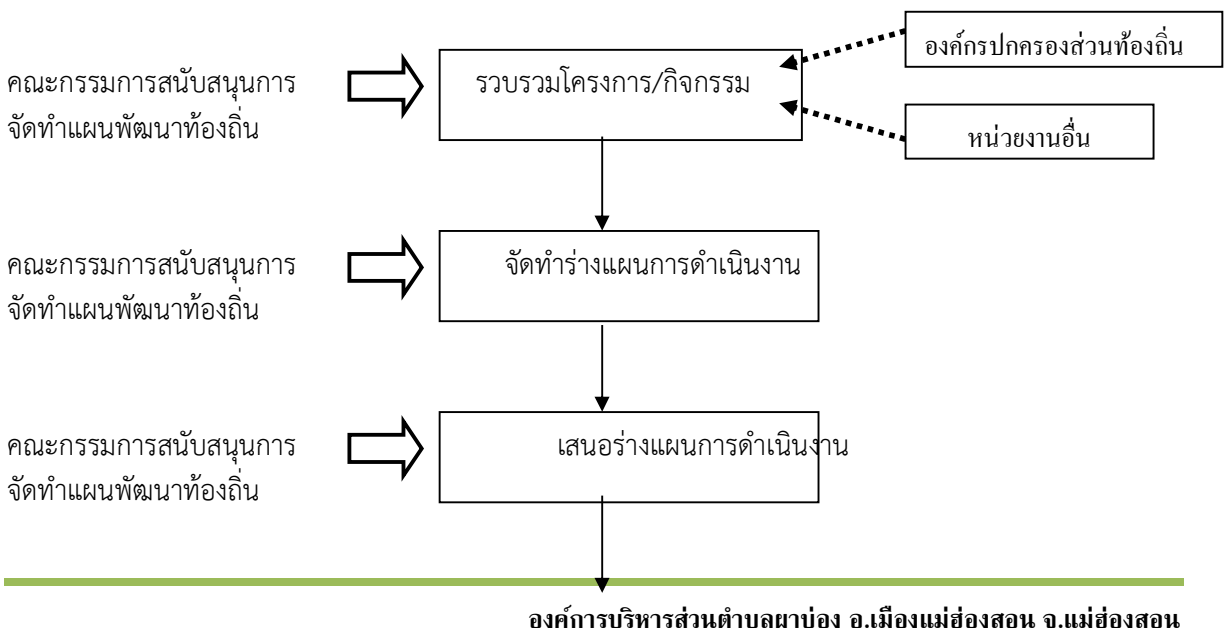 องค์กรปกครองส่วนท้องถิ่น
คณะกรรมการสนับสนุนการ
จัดทำแผนพัฒนาท้องถิ่น
รวบรวมโครงการ/กิจกรรม
หน่วยงานอื่น
คณะกรรมการสนับสนุนการ
จัดทำแผนพัฒนาท้องถิ่น
จัดทำร่างแผนการดำเนินงาน
คณะกรรมการสนับสนุนการ
จัดทำแผนพัฒนาท้องถิ่น
เสนอร่างแผนการดำเนินงาน
องค์การบริหารส่วนตำบลผาบ่อง อ.เมืองแม่ฮ่องสอน จ.แม่ฮ่องสอน